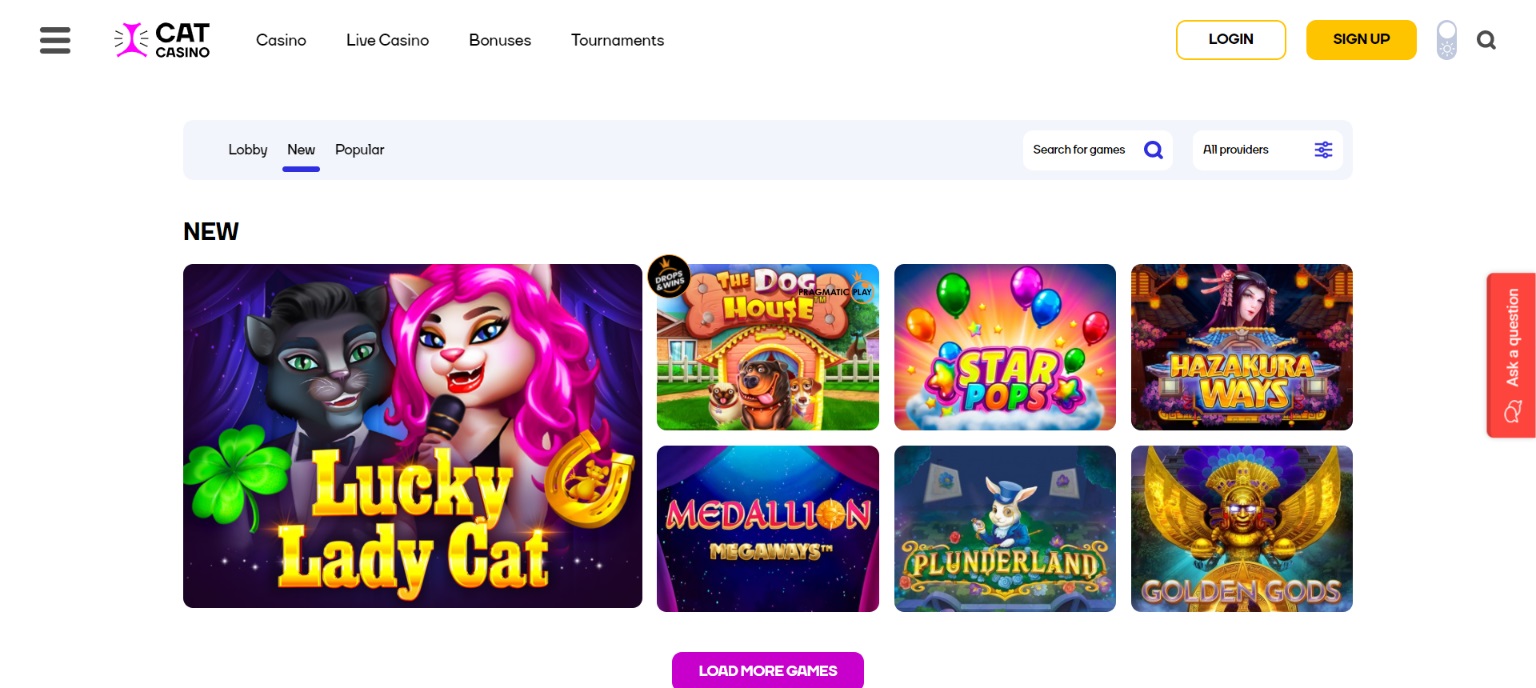 CAT
CASINO
Casino
Live Casino
Bonuses
Tournaments
LOGIN
SIGN UP
Lobby
New
Popular
Search for games
All providers
NEW
Lucky
Lady Cat
DROPS
& WINS
THE DOG
HOU$E™
PRAGMATIC PLAY
STAR
POPS
HAZAKURA
WAYS
MEDALLION
MEGAWAYS™
PLUNDERLAND
GOLDEN GODS
Ask a question
LOAD MORE GAMES